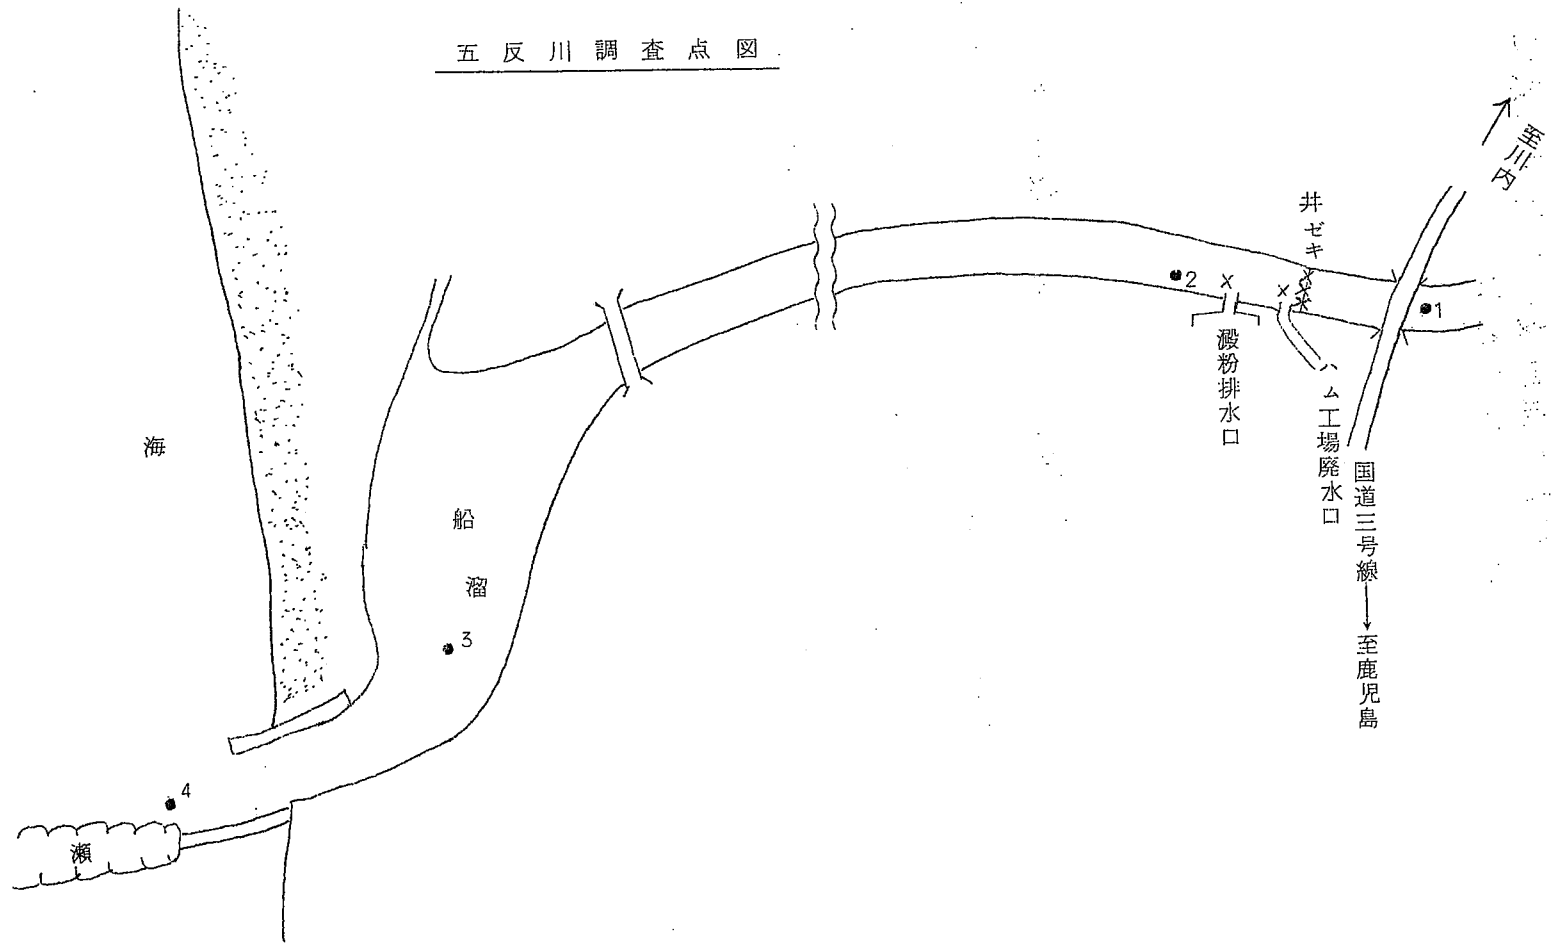 五反川調査点図
至川内
井ゼキ
2
1
澱粉排水口
ハム工場廃水口
国道三号線→至鹿児島
海
船溜
3
4
瀬